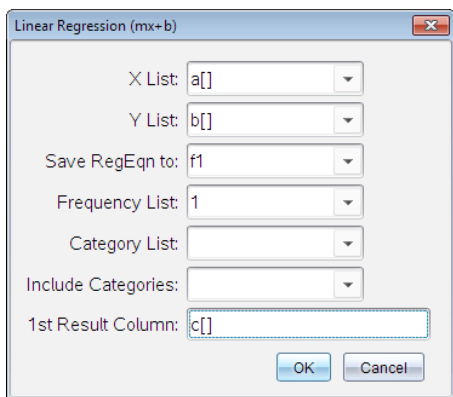 Linear Regression (mx+b)
X List: a[]
Y List: b[]
Save RegEqn to: f1
Frequency List: 1
Category List:
Include Categories:
1st Result Column: c[]
OK Cancel